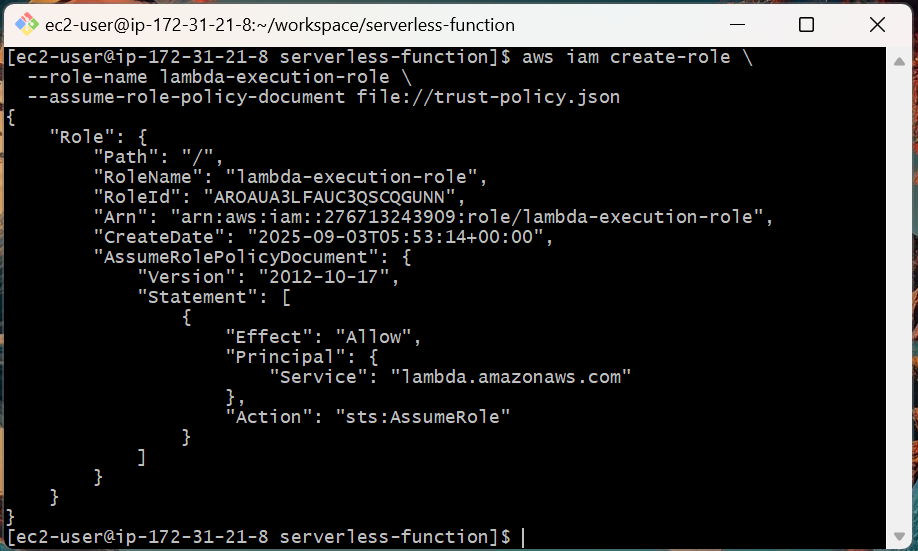 ec2-user@ip-172-31-21-8:~/workspace/serverless-function
[ec2-user@ip-172-31-21-8 serverless-function]$ aws iam create-role \
  --role-name lambda-execution-role \
  --assume-role-policy-document file://trust-policy.json
{
    "Role": {
        "Path": "/",
        "RoleName": "lambda-execution-role",
        "RoleId": "AROAUA3LFAUC3QSCQGUNN",
        "Arn": "arn:aws:iam::276713243909:role/lambda-execution-role",
        "CreateDate": "2025-09-03T05:53:14+00:00",
        "AssumeRolePolicyDocument": {
            "Version": "2012-10-17",
            "Statement": [
                {
                    "Effect": "Allow",
                    "Principal": {
                        "Service": "lambda.amazonaws.com"
                    },
                    "Action": "sts:AssumeRole"
                }
            ]
        }
    }
}
[ec2-user@ip-172-31-21-8 serverless-function]$